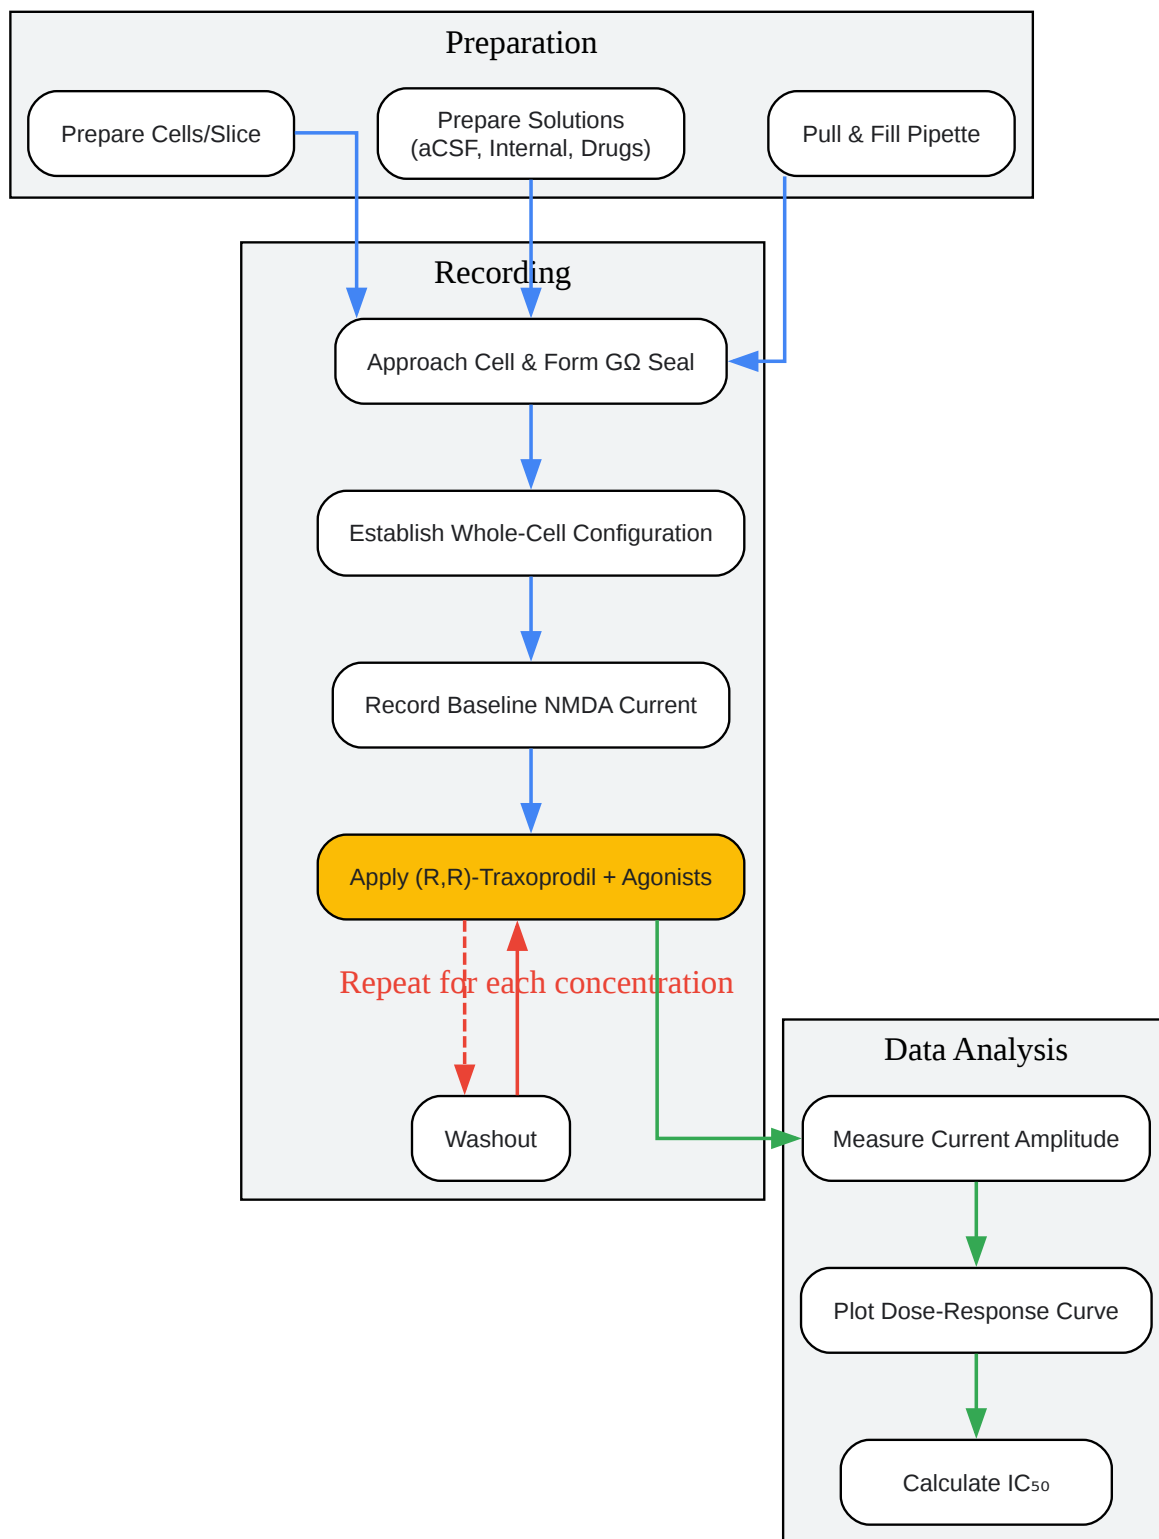 Preparation
Prepare Cells/Slice
Prepare Solutions
(aCSF, Internal, Drugs)
Pull & Fill Pipette
Recording
Approach Cell & Form GΩ Seal
Establish Whole-Cell Configuration
Record Baseline NMDA Current
Apply (R,R)-Traxoprodil + Agonists
Repeat for each concentration
Washout
Data Analysis
Measure Current Amplitude
Plot Dose-Response Curve
Calculate IC₅₀